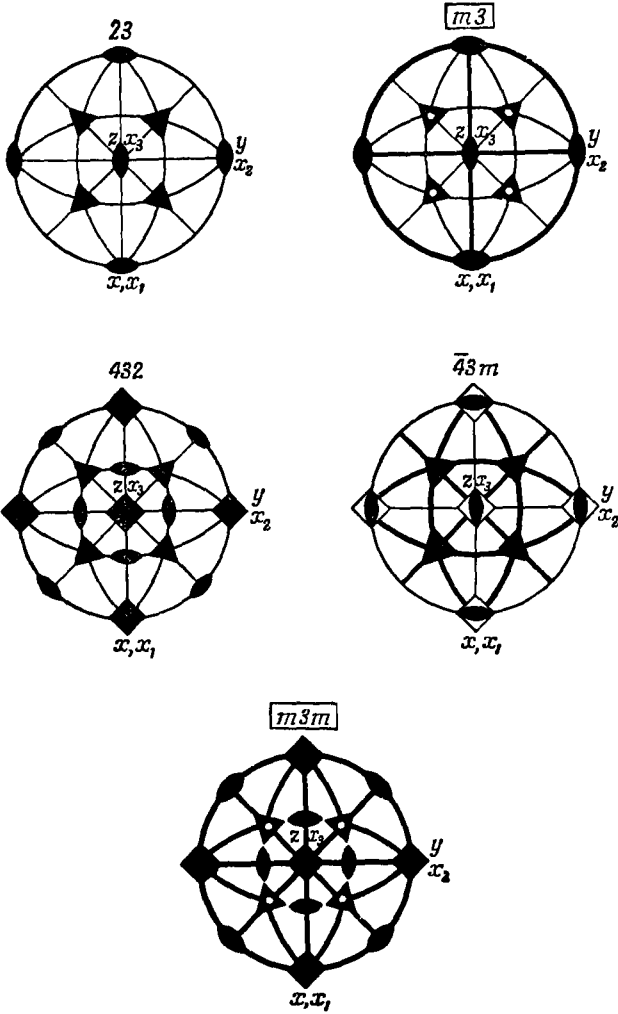 23
z x₃
y
x₂
x,x₁
m3
z x₃
y
x₂
x,x₁
432
z x₃
y
x₂
x,x₁
4̅3m
z x₃
y
x₂
x,x₁
m3m
z x₃
y
x₂
x,x₁